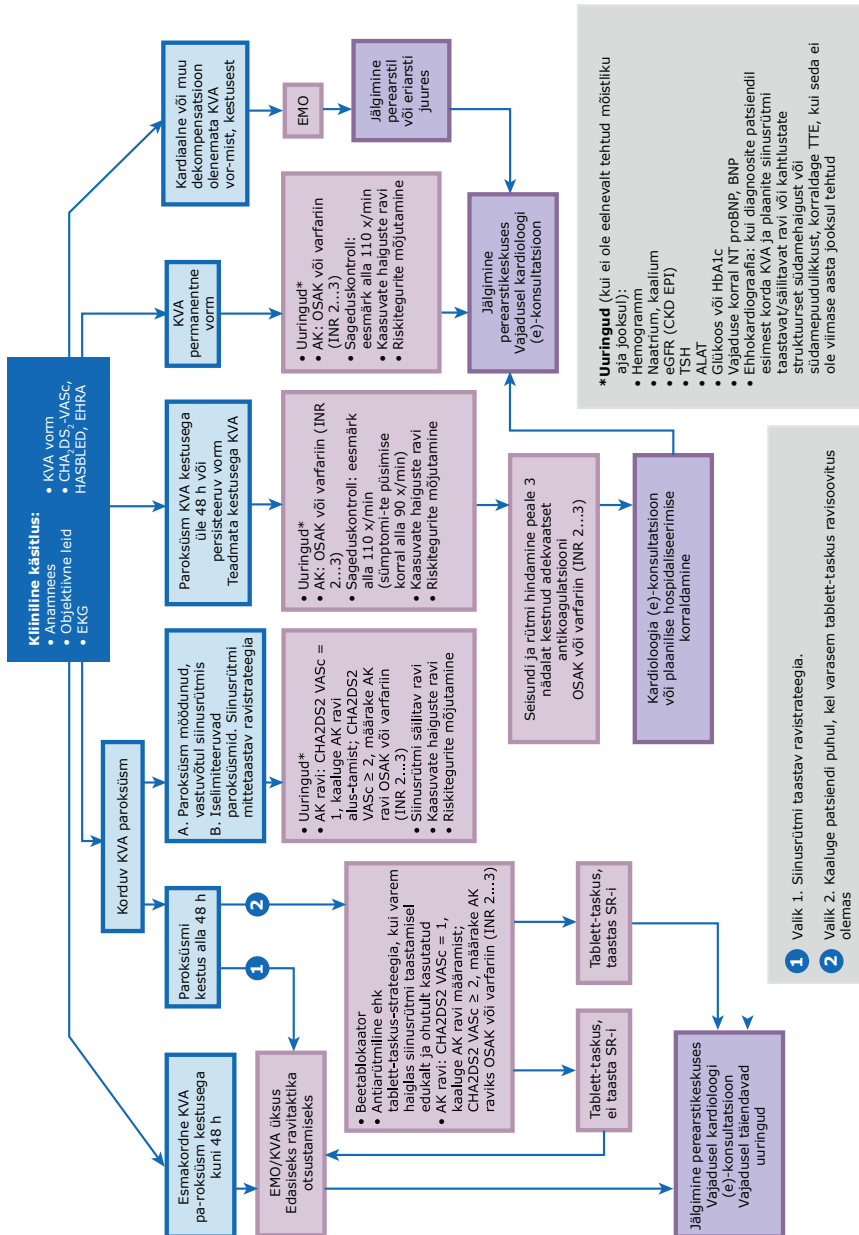 Kliiniline käsitlus:
• Anamnees
• Objektiivne leid
• EKG
• KVA vorm
• CHA₂DS₂-VASc,
HASBLED, EHRA
Esmakordne KVA
pa-roksüsm kestusega
kuni 48 h
Korduv KVA paroksüsm
Paroksüsmi
kestus alla 48 h
A. Paroksüsm möödunud,
vastuvõtul siinusrütmis
B. Iselimiteeruvad
paroksüsmid. Siinusrütmi
mittetaastav ravistrateegia
Paroksüsm KVA kestusega
üle 48 h või
persisteeruv vorm
Teadmata kestusega KVA
KVA
permanentne
vorm
Kardiaalne või muu
dekompensatsioon
olenemata KVA
vor-mist, kestusest
1
2
EMO/KVA üksus
Edasiseks ravitaktika
otsustamiseks
• Beetablokaator
• Antiarütmiline ehk
tablett-taskus-strateegia, kui varem
haiglas siinusrütmi taastamisel
edukalt ja ohutult kasutatud
• AK ravi: CHA2DS2 VASc = 1,
kaaluge AK ravi määramist;
CHA2DS2 VASc ≥ 2, määrake AK
raviks OSAK või varfariin (INR 2...3)
• Uuringud*
• AK ravi: CHA2DS2 VASc =
1, kaaluge AK ravi
alus-tamist; CHA2DS2
VASc ≥ 2, määrake AK
ravi OSAK või varfariin
(INR 2...3)
• Siinusrütmi säilitav ravi
• Kaasuvate haiguste ravi
• Riskitegurite mõjutamine
• Uuringud*
• AK: OSAK või varfariin (INR
2...3)
• Sageduskontroll: eesmärk
alla 110 x/min
(sümptomi-te püsimise
korral alla 90 x/min)
• Kaasuvate haiguste ravi
• Riskitegurite mõjutamine
• Uuringud*
• AK: OSAK või varfariin
(INR 2...3)
• Sageduskontroll:
eesmärk alla 110 x/min
• Kaasuvate haiguste ravi
• Riskitegurite mõjutamine
EMO
Jälgimine
perearstil
või eriarsti
juures
Tablett-taskus,
ei taasta SR-i
Tablett-taskus,
taastas SR-i
Seisundi ja rütmi hindamine peale 3
nädalat kestnud adekvaatset
antikoagulatsiooni
OSAK või varfariin (INR 2...3)
Jälgimine
perearstikeskuses
Vajadusel kardioloogi
(e)-konsultatsioon
Kardioloogia (e)-konsultatsioon
või plaanilise hospitaliseerimise
korraldamine
Jälgimine perearstikeskuses
Vajadusel kardioloogi
(e)-konsultatsioon
Vajadusel täiendavad
uuringud
1 Valik 1. Siinusrütmi taastav ravistrateegia.
2 Valik 2. Kaaluge patsiendi puhul, kel varasem tablett-taskus ravisoovitus
olemas
*Uuringud (kui ei ole eelnevalt tehtud mõistliku
aja jooksul):
• Hemogramm
• Naatrium, kaalium
• eGFR (CKD EPI)
• TSH
• ALAT
• Glükoos või HbA1c
• Vajaduse korral NT proBNP, BNP
• Ehhokardiograafia: kui diagnoosite patsiendil
esimest korda KVA ja plaanite siinusrütmi
taastavat/säilitavat ravi või kahtlustate
struktuurset südamehaigust või
südamepuudulikkust, korraldage TTE, kui seda ei
ole viimase aasta jooksul tehtud